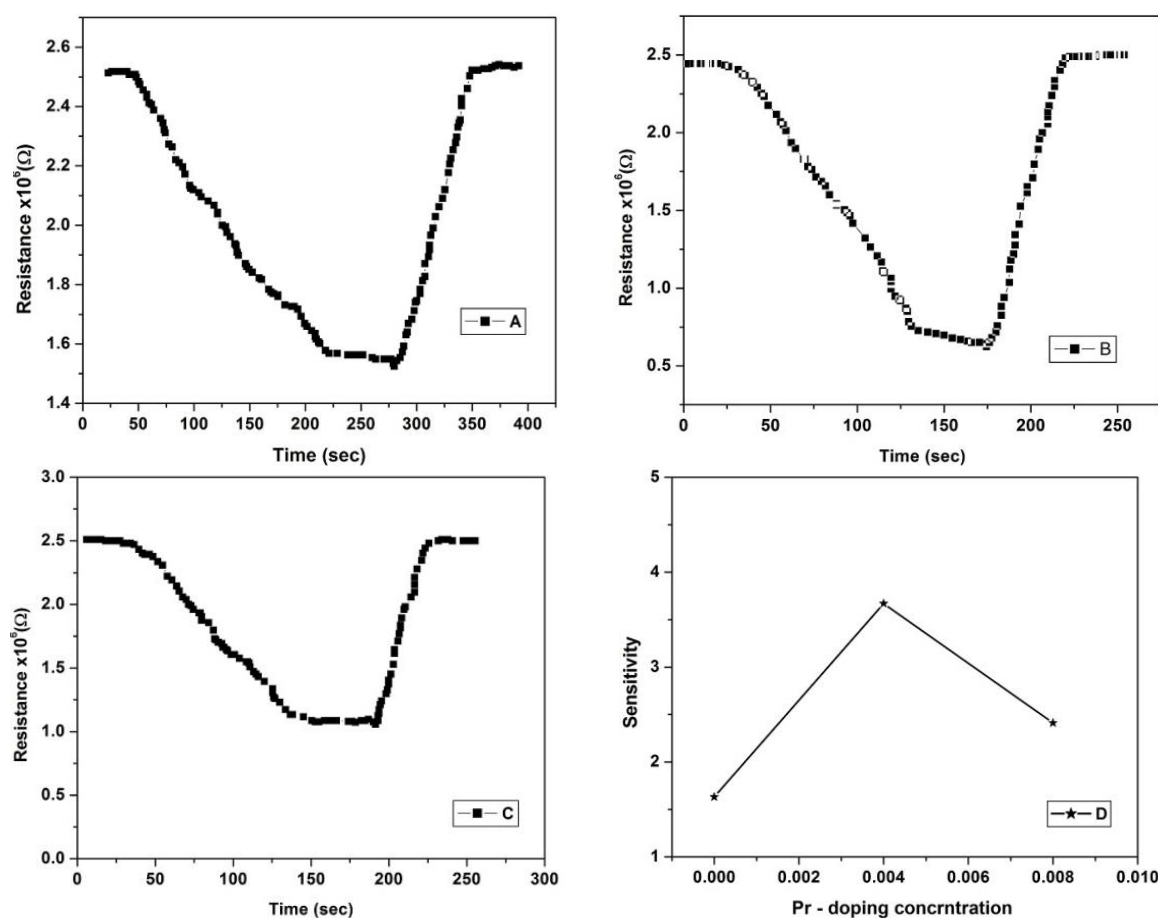 2.6
2.4
2.2
2.0
1.8
1.6
1.4
0 50 100 150 200 250 300 350 400
Resistance x10⁶(Ω)
Time (sec)
A
2.5
2.0
1.5
1.0
0.5
0 50 100 150 200 250
Resistance x10⁶(Ω)
Time (sec)
B
3.0
2.5
2.0
1.5
1.0
0.5
0.0
0 50 100 150 200 250 300
Resistance x10⁶(Ω)
Time (sec)
C
5
4
3
2
1
0.000 0.002 0.004 0.006 0.008 0.010
Sensitivity
Pr - doping concrntration
D